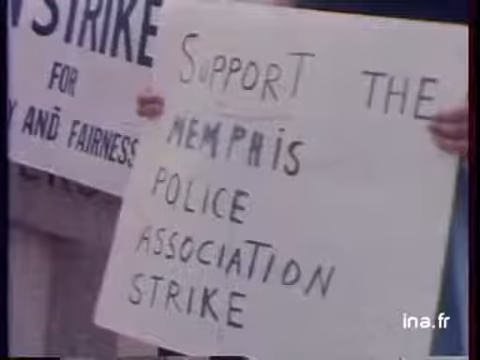 N STRIKE
FOR
Y AND FAIRNESS
SUPPORT THE
MEMPHIS
POLICE
ASSOCIATION
STRIKE
ina.fr